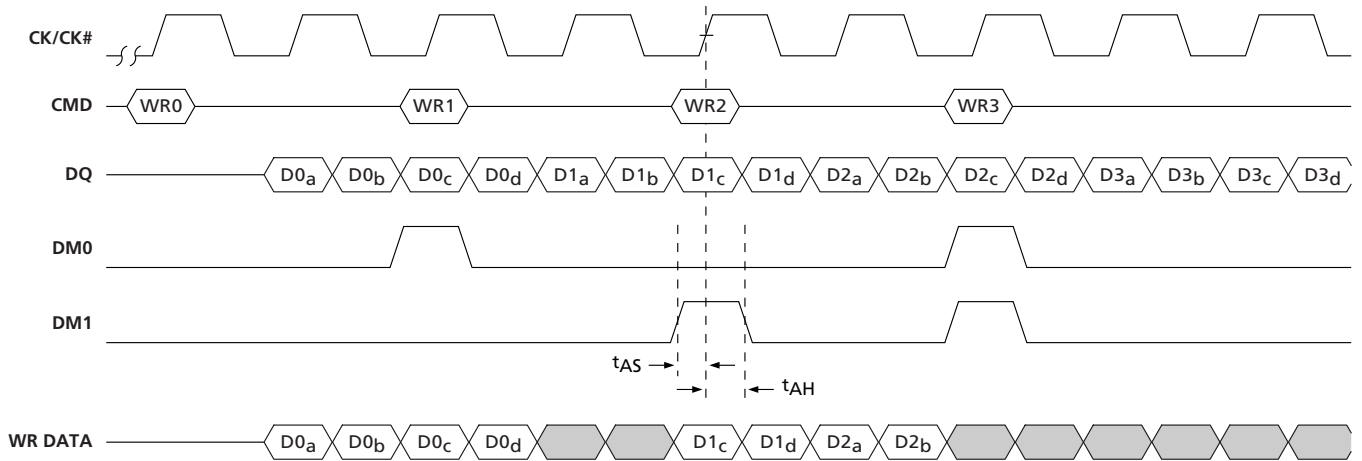 CK/CK#
CMD WR0 WR1 WR2 WR3
DQ D0a D0b D0c D0d D1a D1b D1c D1d D2a D2b D2c D2d D3a D3b D3c D3d
DM0
DM1
tAS
tAH
WR DATA D0a D0b D0c D0d D1c D1d D2a D2b